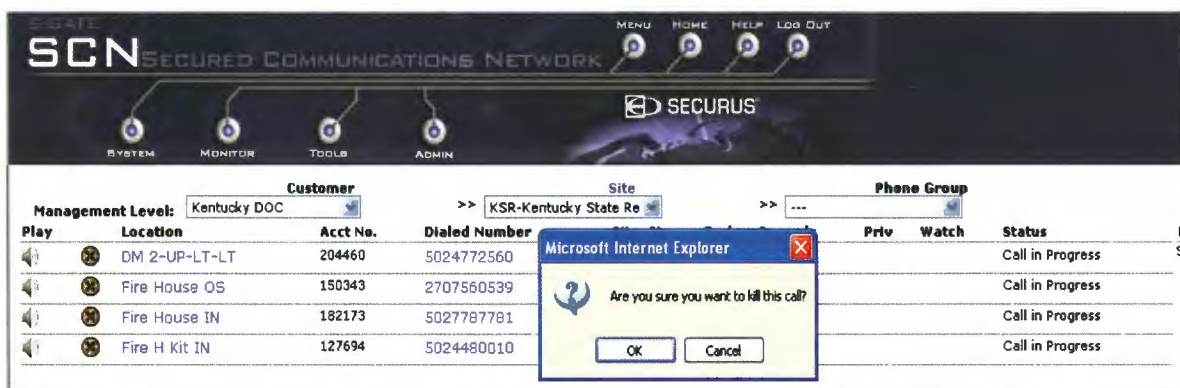 S-GATE
SCN SECURED COMMUNICATIONS NETWORK
MENU HOME HELP LOG OUT
SECURUS
SYSTEM MONITOR TOOLS ADMIN
Customer Site Phone Group
Management Level: Kentucky DOC >> KSR-Kentucky State Re >> ---
Play Location Acct No. Dialed Number Priv Watch Status
DM 2-UP-LT-LT 204460 5024772560 Call in Progress
Fire House OS 150343 2707560539 Call in Progress
Fire House IN 182173 5027787781 Call in Progress
Fire H Kit IN 127694 5024480010 Call in Progress
Microsoft Internet Explorer
Are you sure you want to kill this call?
OK Cancel